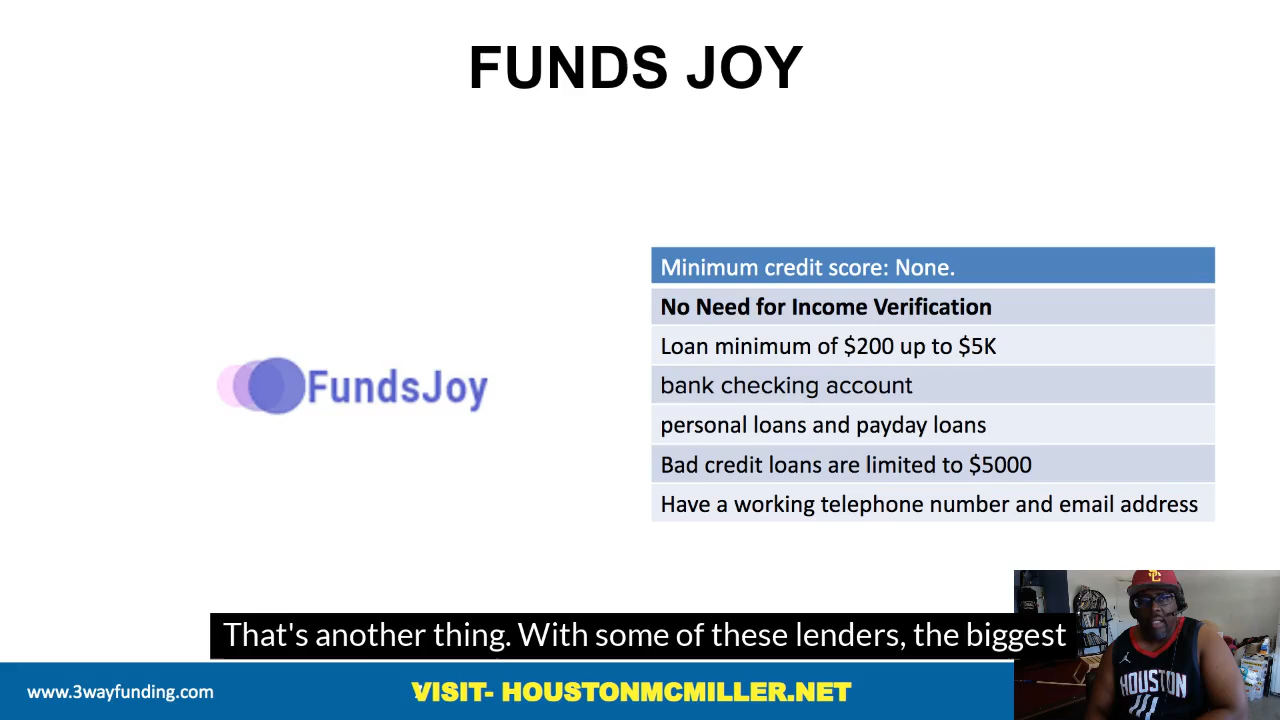 FUNDS JOY
FundsJoy
Minimum credit score: None.
No Need for Income Verification
Loan minimum of $200 up to $5K
bank checking account
personal loans and payday loans
Bad credit loans are limited to $5000
Have a working telephone number and email address
That's another thing. With some of these lenders, the biggest
www.3wayfunding.com
VISIT- HOUSTONMCMILLER.NET
SC
HOUSTON